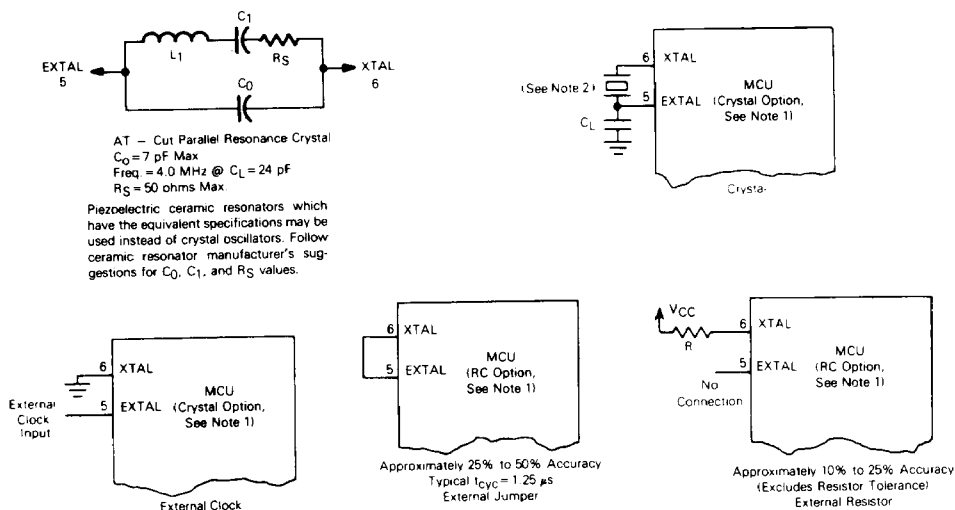 C1
L1
RS
EXTAL
5
XTAL
6
C0
AT – Cut Parallel Resonance Crystal
CO = 7 pF Max
Freq. = 4.0 MHz @ CL = 24 pF
RS = 50 ohms Max.
Piezoelectric ceramic resonators which
have the equivalent specifications may be
used instead of crystal oscillators. Follow
ceramic resonator manufacturer's sug-
gestions for C0, C1, and RS values.
6
XTAL
(See Note 2)
5
EXTAL
CL
MCU
(Crystal Option,
See Note 1)
Crystal
6
XTAL
External
Clock
Input
5
EXTAL
MCU
(Crystal Option,
See Note 1)
External Clock
6
XTAL
5
EXTAL
MCU
(RC Option,
See Note 1)
Approximately 25% to 50% Accuracy
Typical tcyc = 1.25 µs
External Jumper
VCC
R
6
XTAL
5
EXTAL
No
Connection
MCU
(RC Option,
See Note 1)
Approximately 10% to 25% Accuracy
(Excludes Resistor Tolerance)
External Resistor